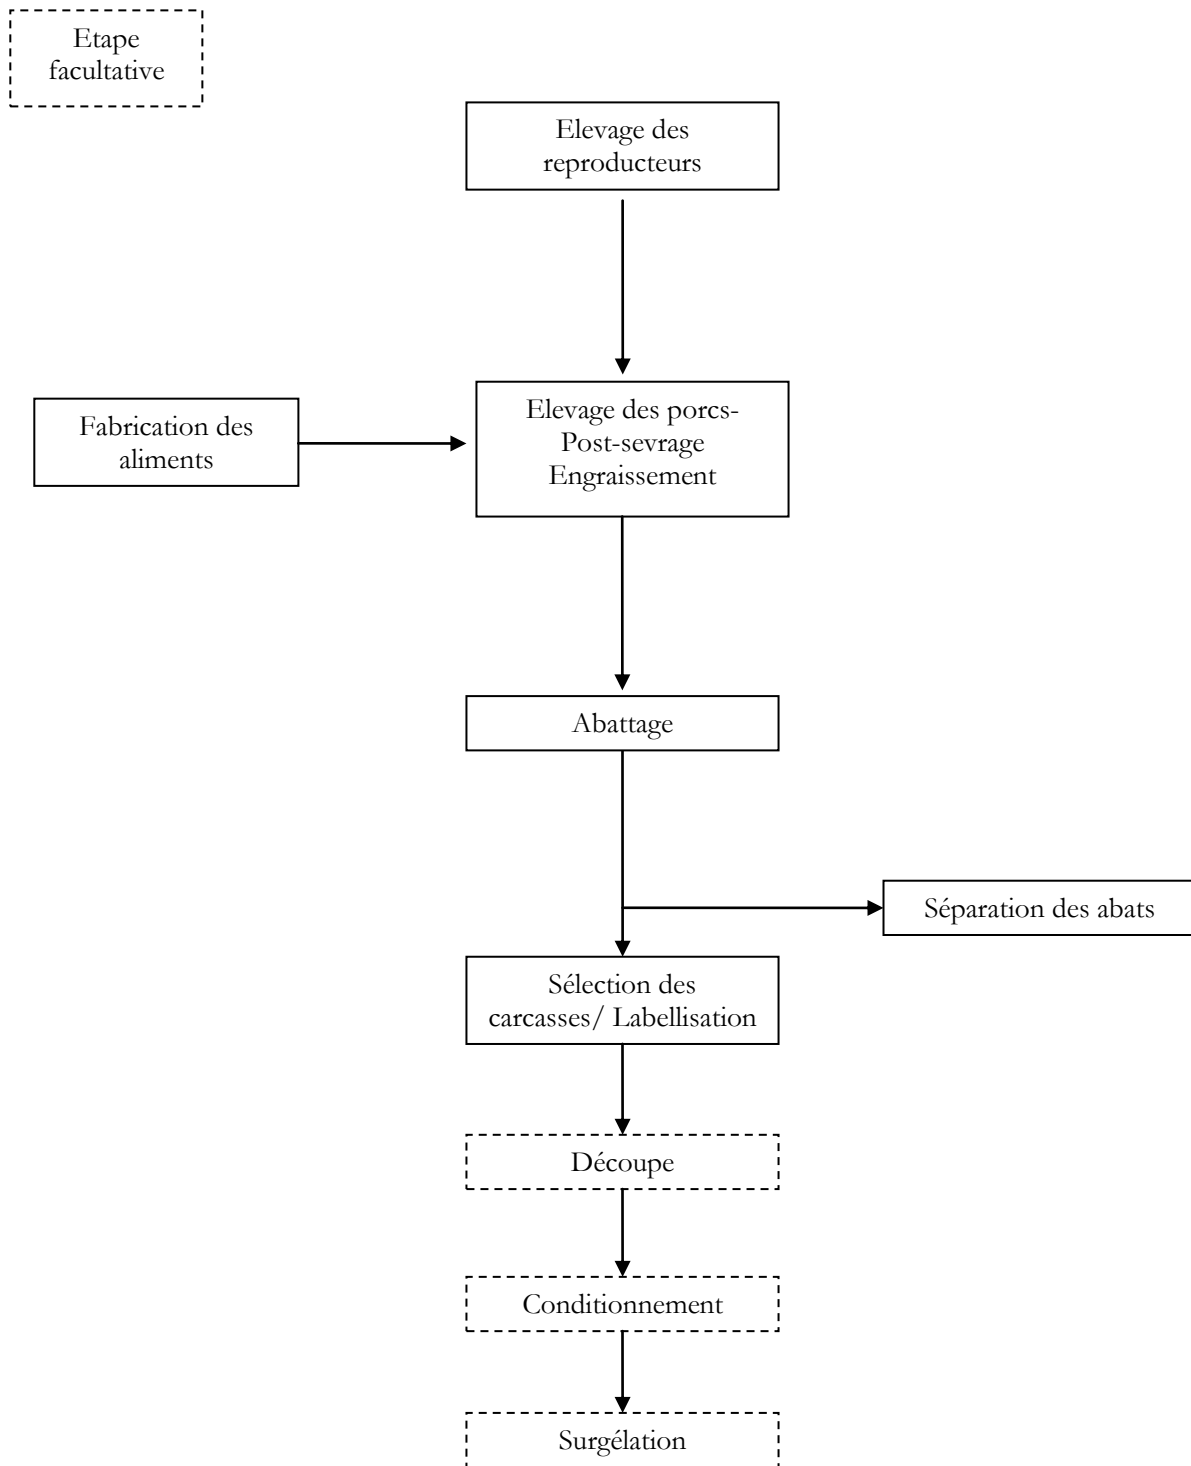 Etape
facultative
Elevage des
reproducteurs
Fabrication des
aliments
Elevage des porcs-
Post-sevrage
Engraissement
Abattage
Séparation des abats
Sélection des
carcasses/ Labellisation
Découpe
Conditionnement
Surgélation